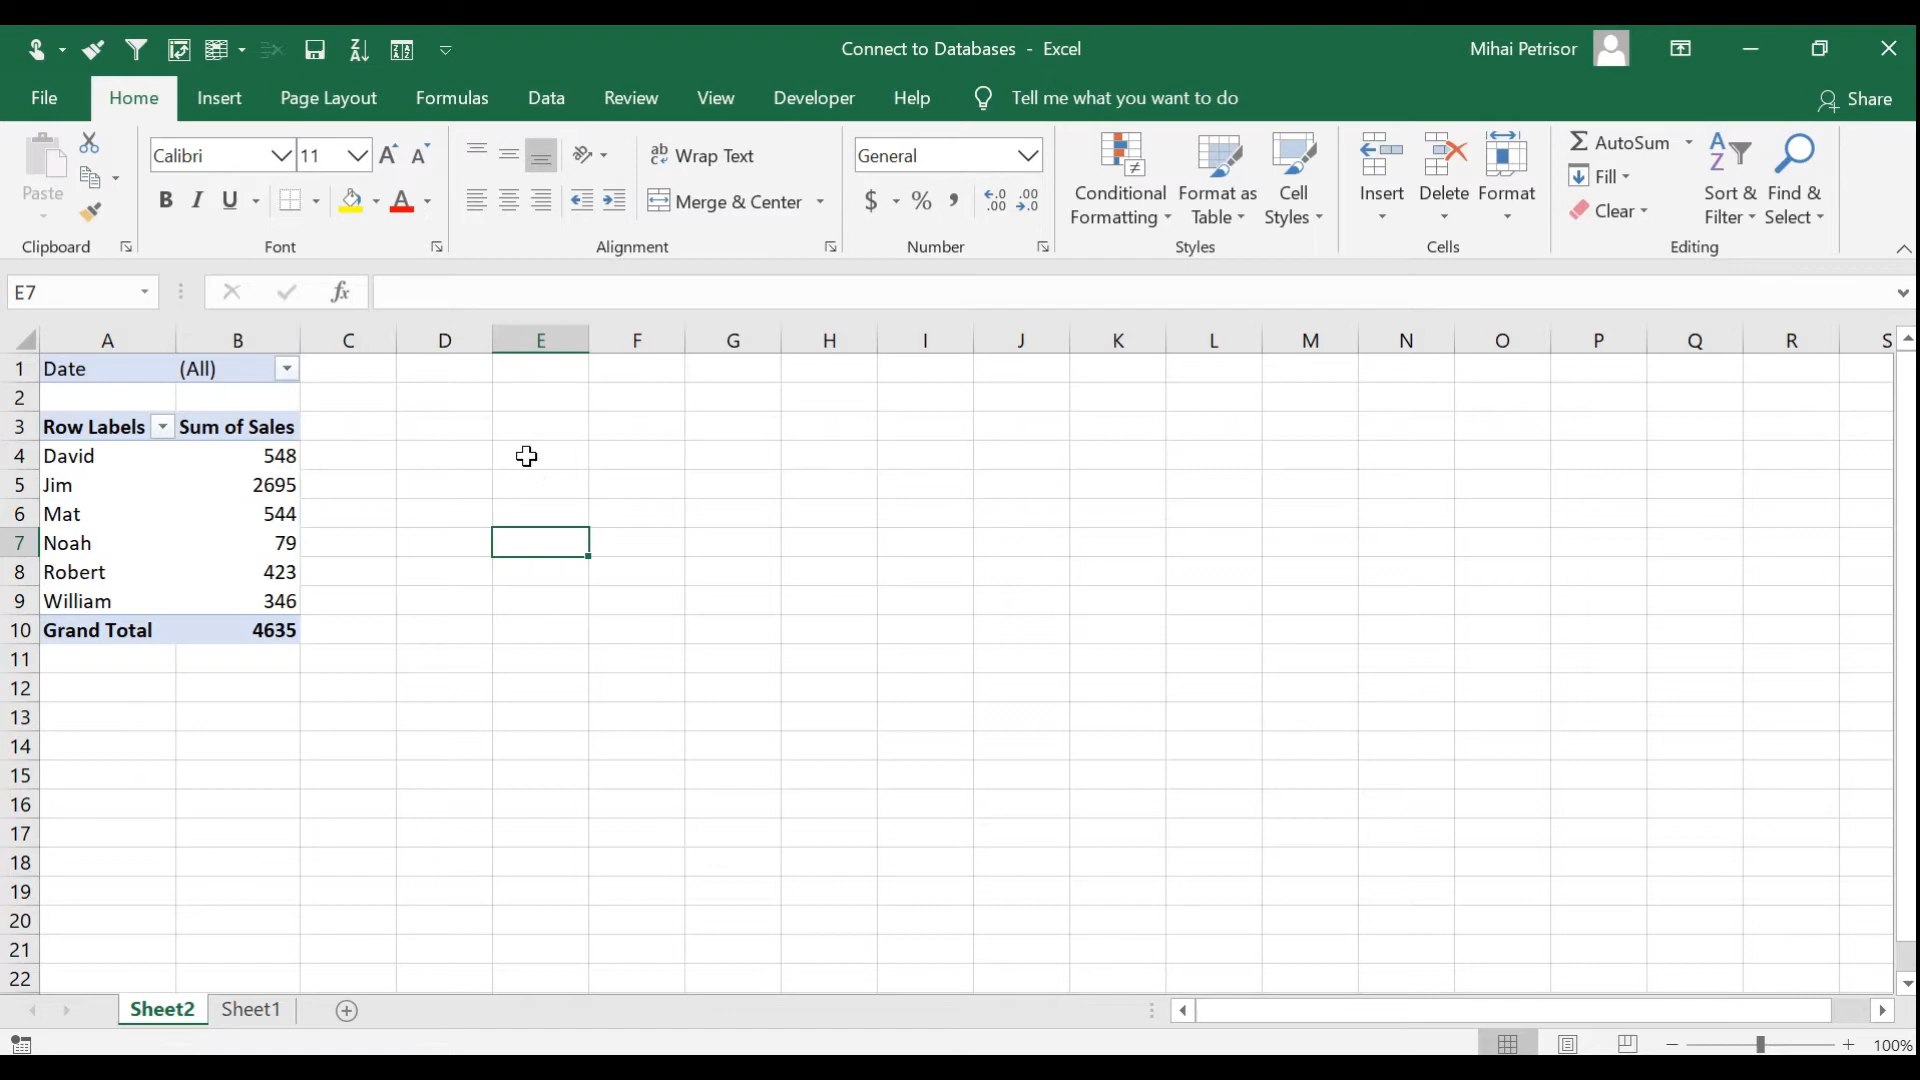 Connect to Databases - Excel
Mihai Petrisor
File Home Insert Page Layout Formulas Data Review View Developer Help Tell me what you want to do Share
Paste
Clipboard
Calibri 11
B I U
Font
Wrap Text
Merge & Center
Alignment
General
$ % ,
Number
Conditional Formatting
Format as Table
Cell Styles
Styles
Insert
Delete
Format
Cells
AutoSum
Fill
Clear
Sort & Filter
Find & Select
Editing
E7 fx
A B C D E F G H I J K L M N O P Q R S
1 Date (All)
2
3 Row Labels Sum of Sales
4 David 548
5 Jim 2695
6 Mat 544
7 Noah 79
8 Robert 423
9 William 346
10 Grand Total 4635
11
12
13
14
15
16
17
18
19
20
21
22
Sheet2 Sheet1
100%